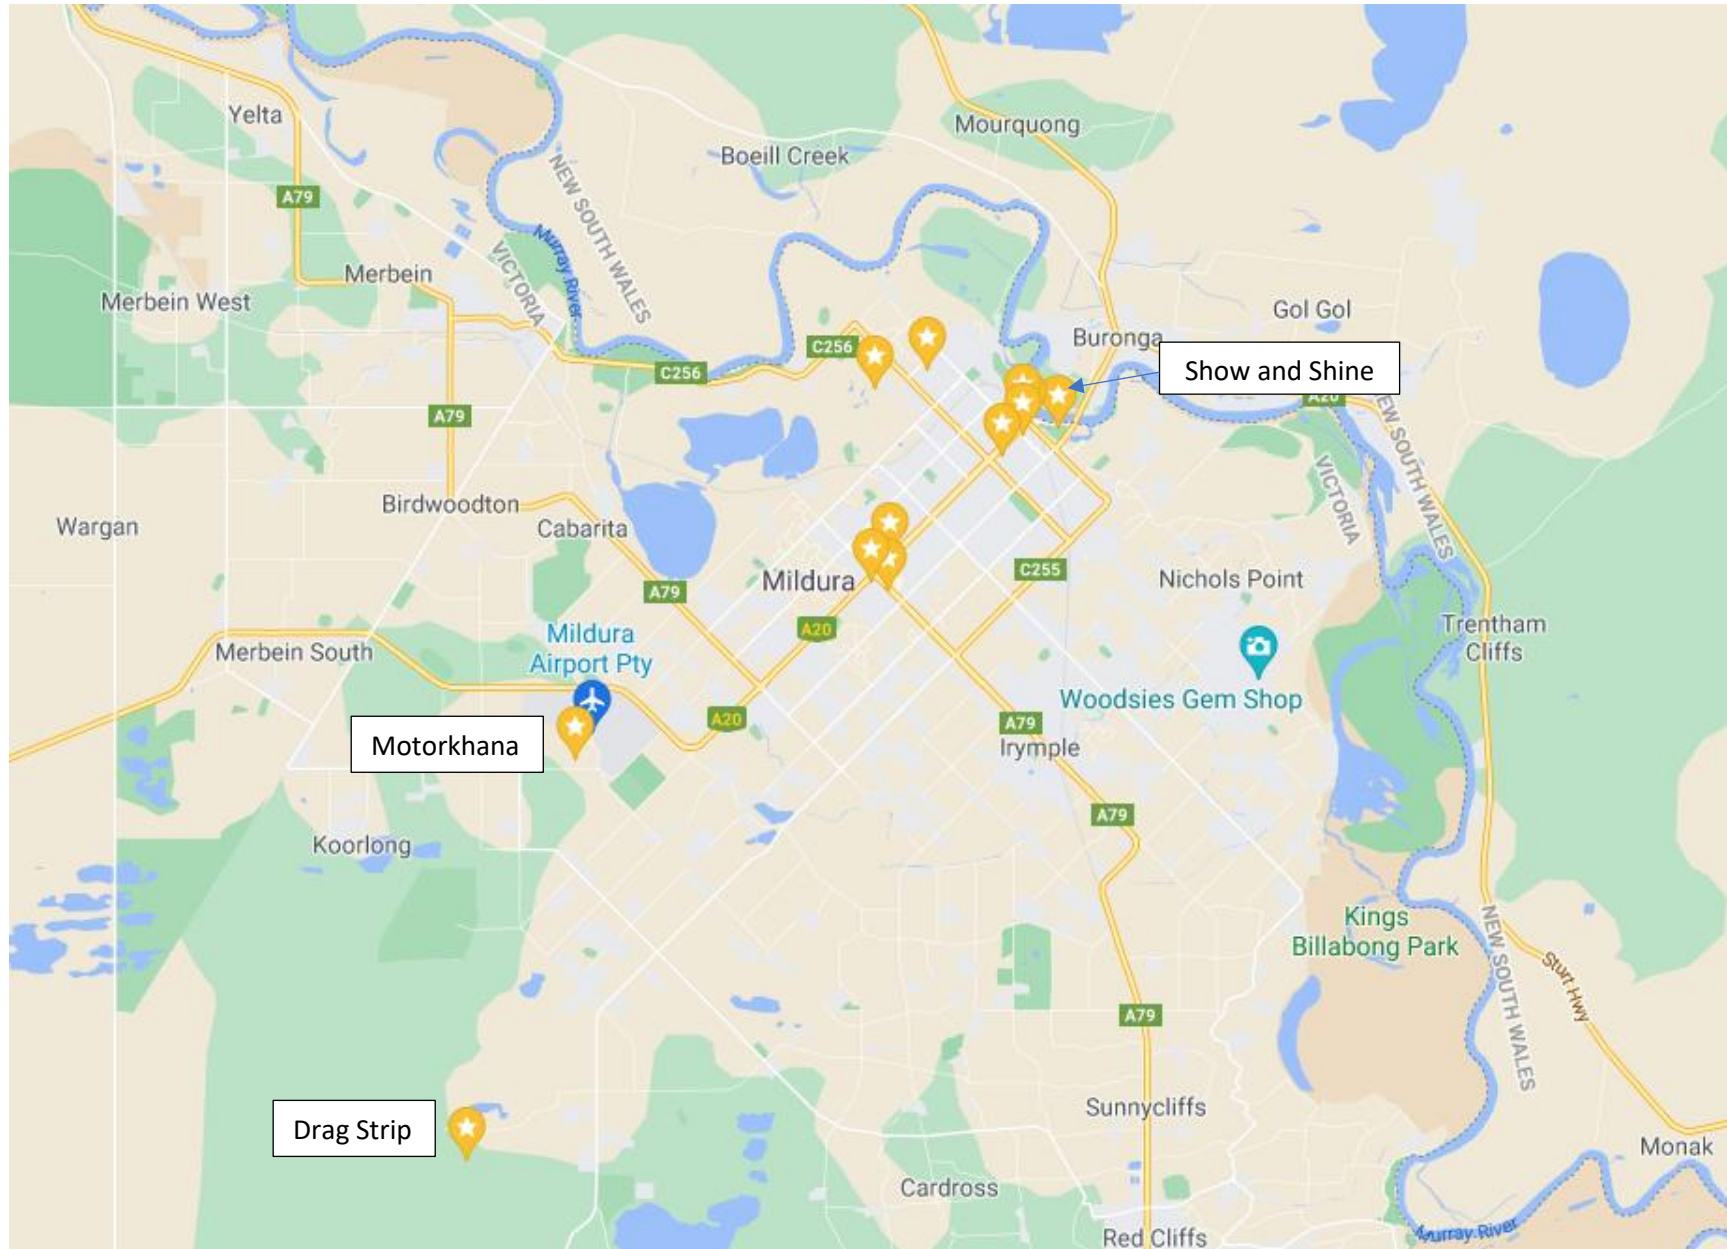 Yelta
Mourquong
Boeill Creek
A79
NEW SOUTH WALES
Murray River
VICTORIA
Merbein
Merbein West
Gol Gol
Buronga
C256
C256
Show and Shine
A20
A79
NEW SOUTH WALES
VICTORIA
Birdwoodton
Cabarita
Wargan
Mildura
C255
Nichols Point
A79
A20
Trentham
Cliffs
Mildura
Airport Pty
Merbein South
Woodsies Gem Shop
A20
A79
Motorkhana
Irymple
A79
Koorlong
Kings
Billabong Park
NEW SOUTH WALES
Sturt Hwy
A79
Sunnycliffs
Drag Strip
Monak
Cardross
Murray River
Red Cliffs